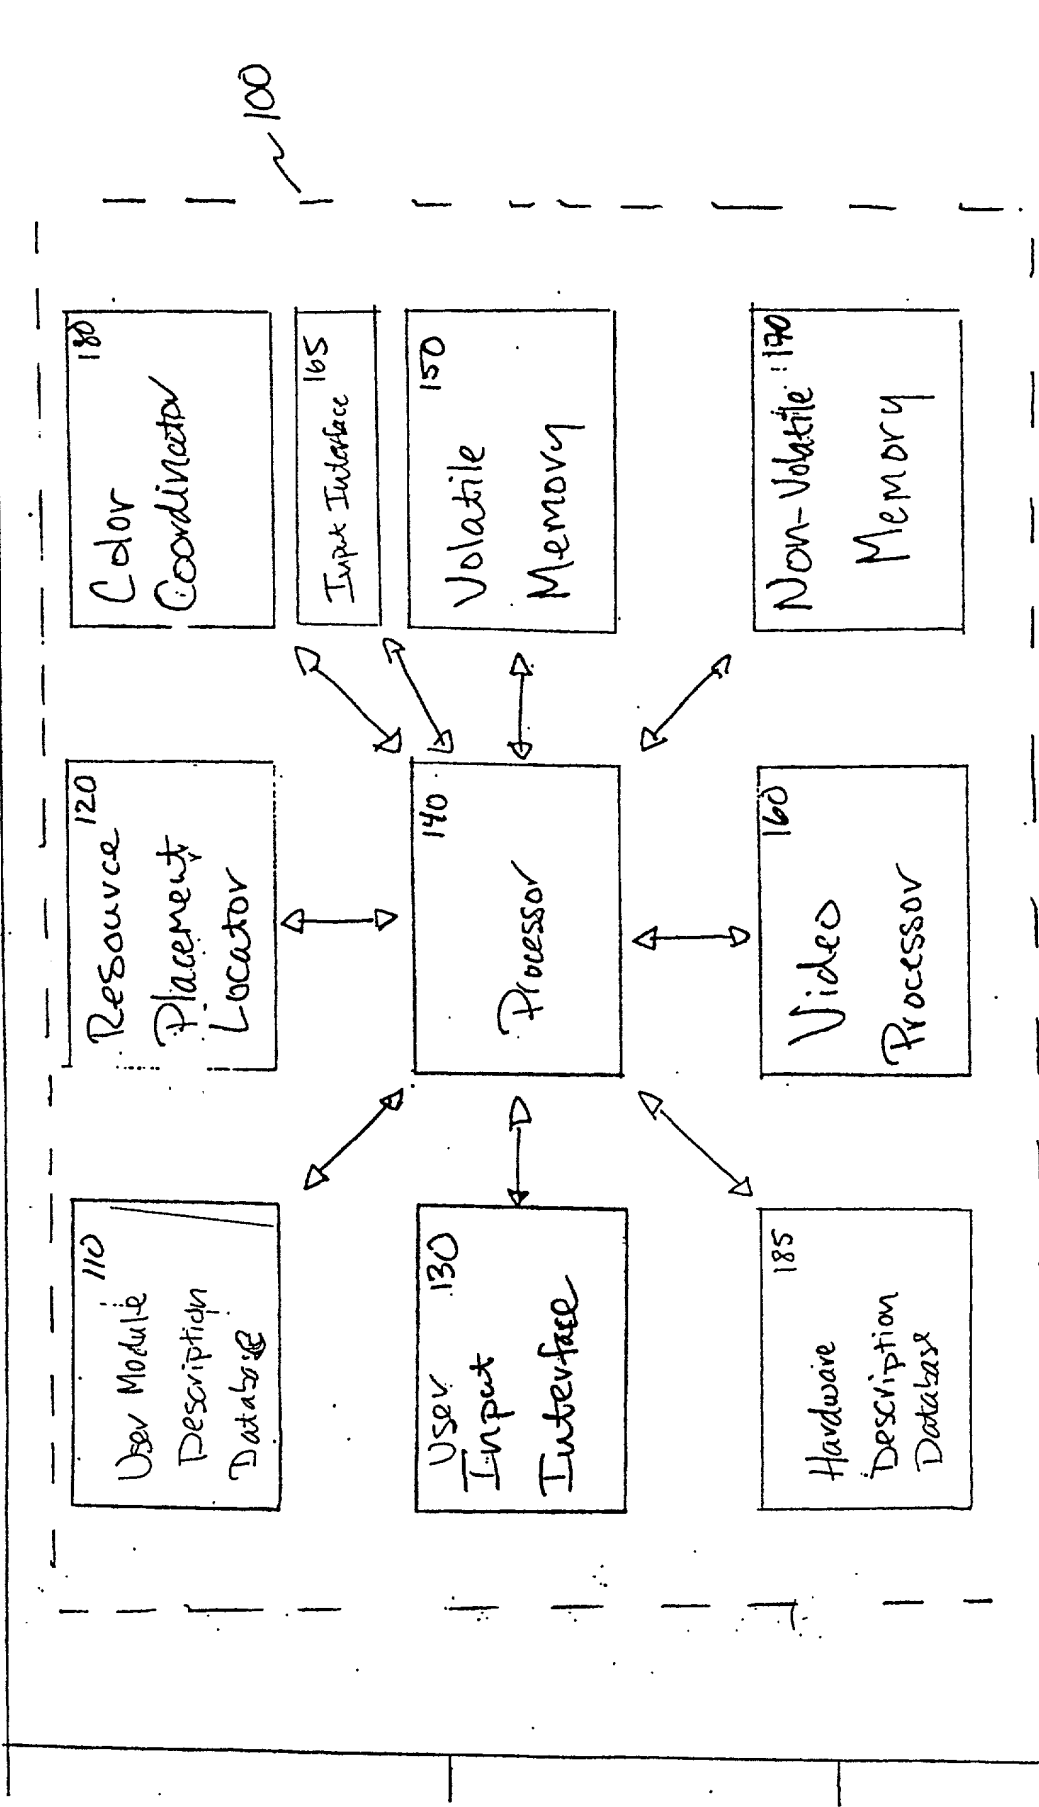 100
110
User Module
Description
Database
120
Resource
Placement
Locator
180
Color
Coordinator
165
Input Interface
User 130
Input
Interface
140
Processor
150
Volatile
Memory
185
Hardware
Description
Database
160
Video
Processor
170
Non-Volatile
Memory